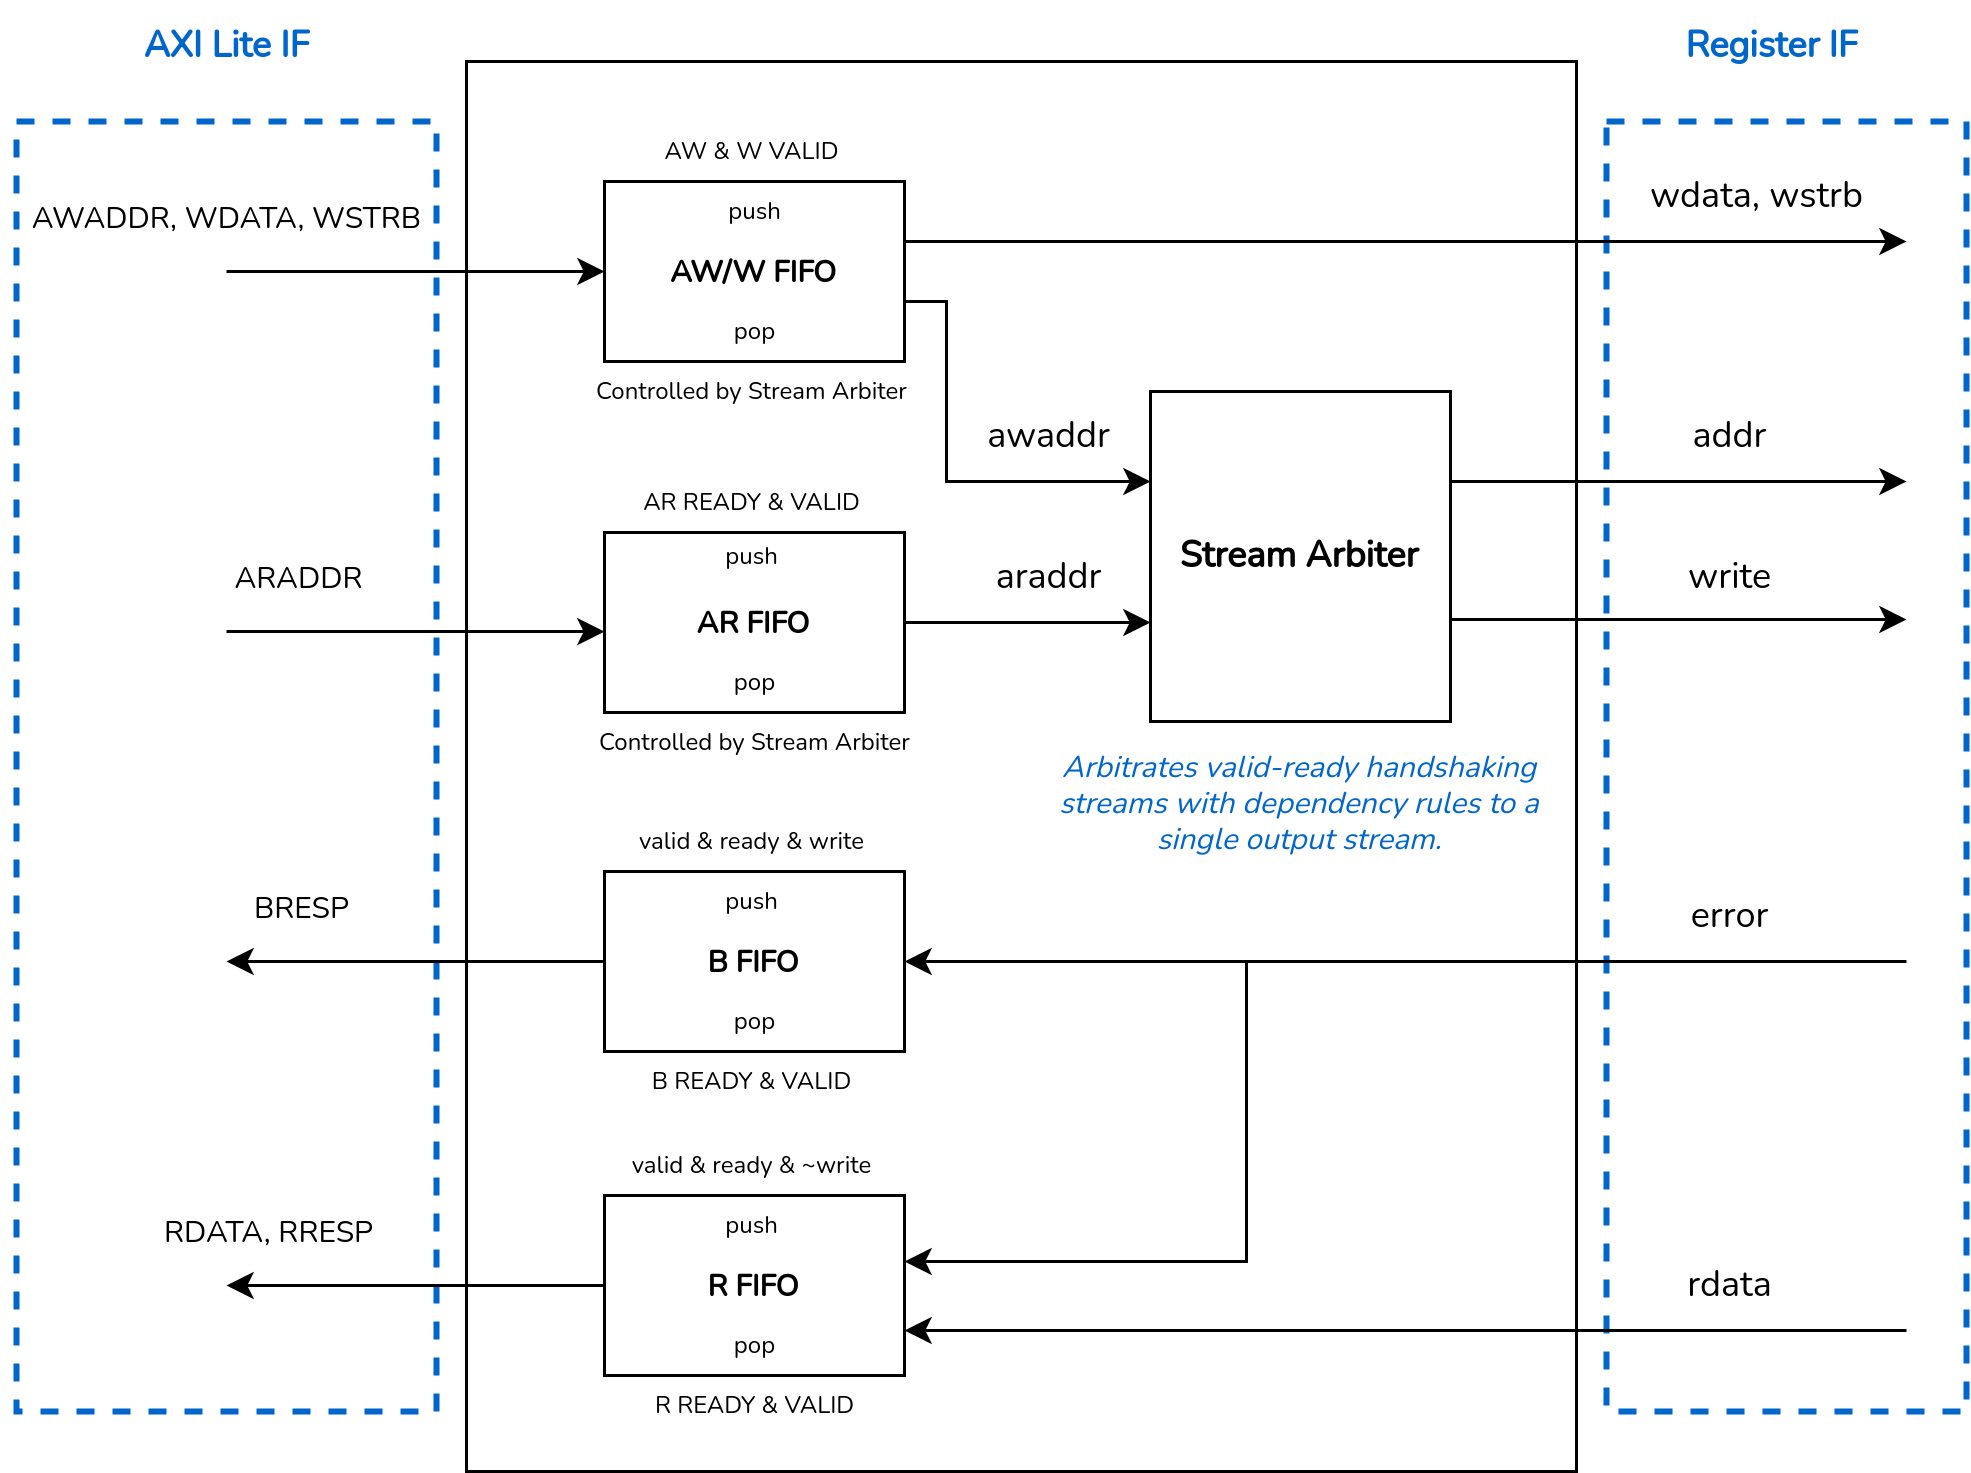 AXI Lite IF
Register IF
AW & W VALID
AWADDR, WDATA, WSTRB
push
AW/W FIFO
pop
Controlled by Stream Arbiter
wdata, wstrb
awaddr
addr
AR READY & VALID
ARADDR
push
AR FIFO
pop
Controlled by Stream Arbiter
araddr
Stream Arbiter
write
Arbitrates valid-ready handshaking
streams with dependency rules to a
single output stream.
valid & ready & write
BRESP
push
B FIFO
pop
B READY & VALID
error
valid & ready & ~write
RDATA, RRESP
push
R FIFO
pop
R READY & VALID
rdata